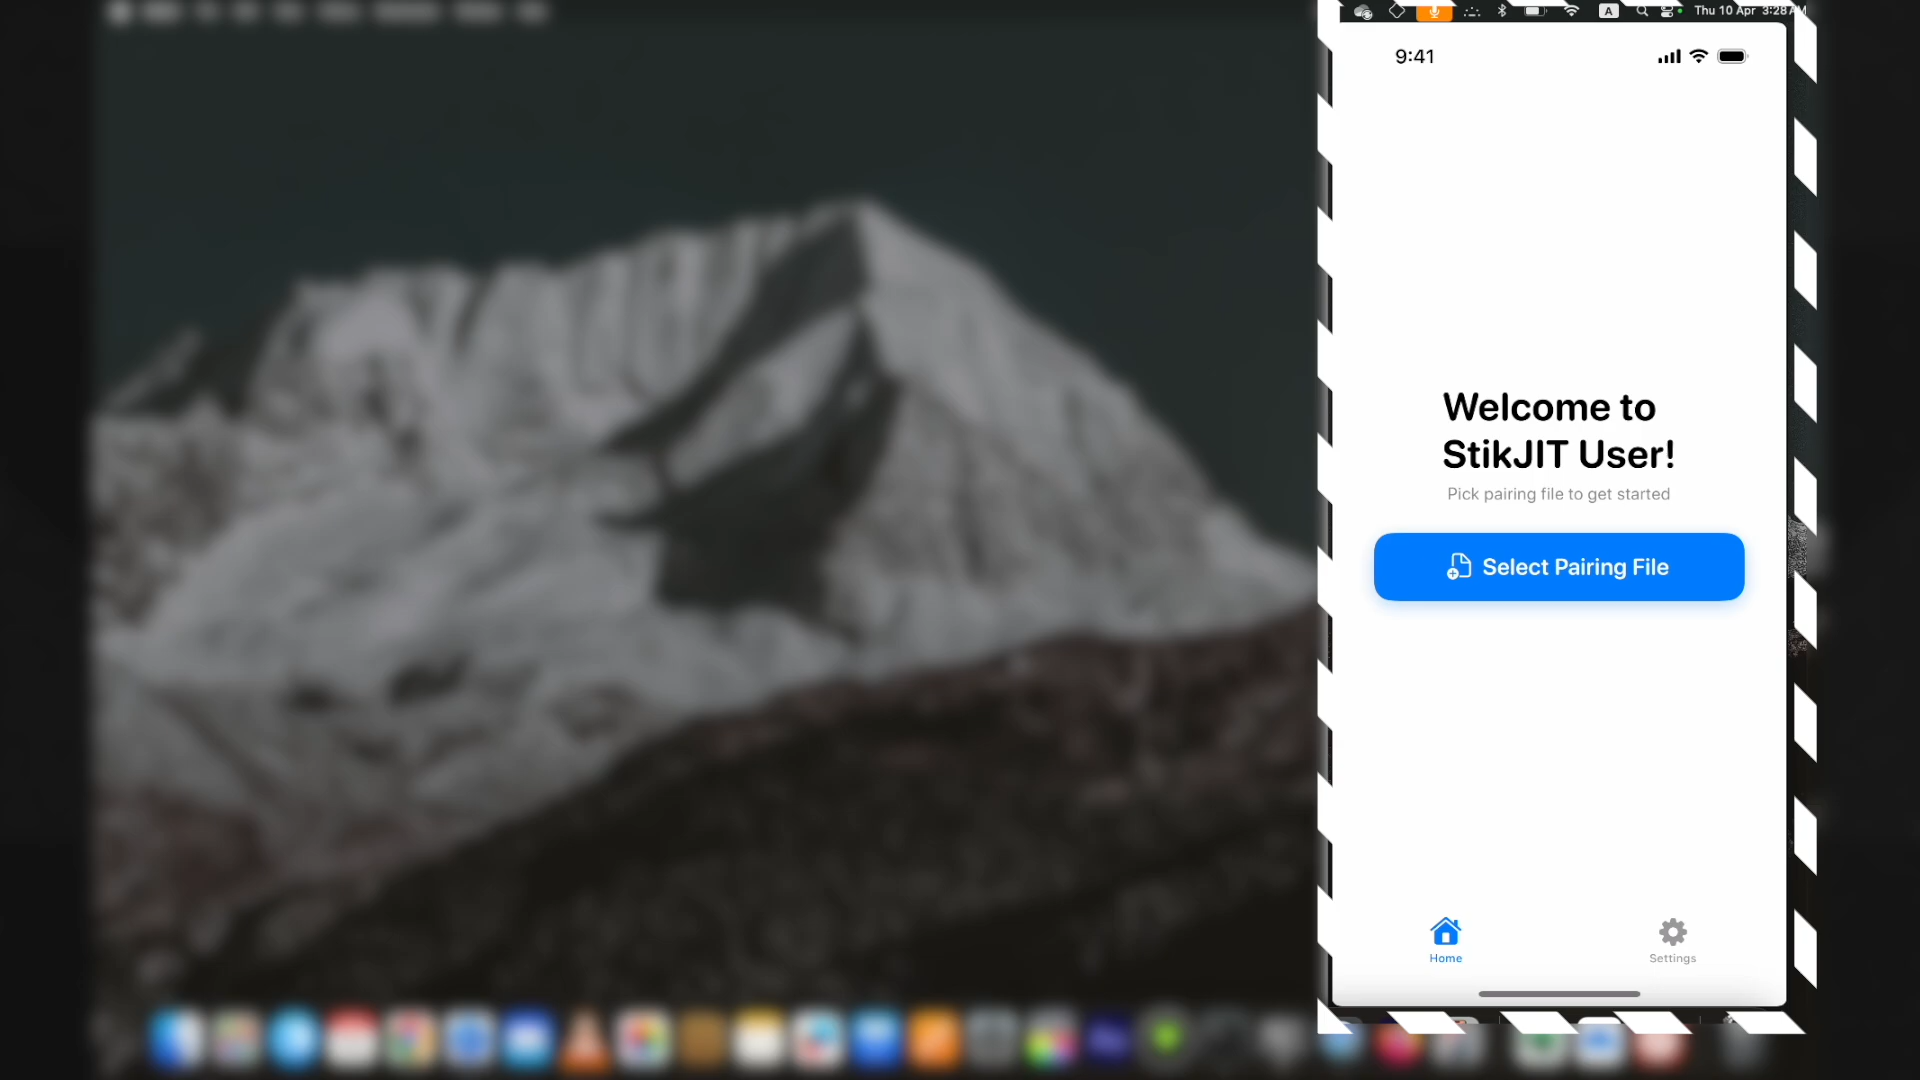 A
Thu 10 Apr 3:28 AM
9:41
Welcome to
StikJIT User!
Pick pairing file to get started
Select Pairing File
Home
Settings